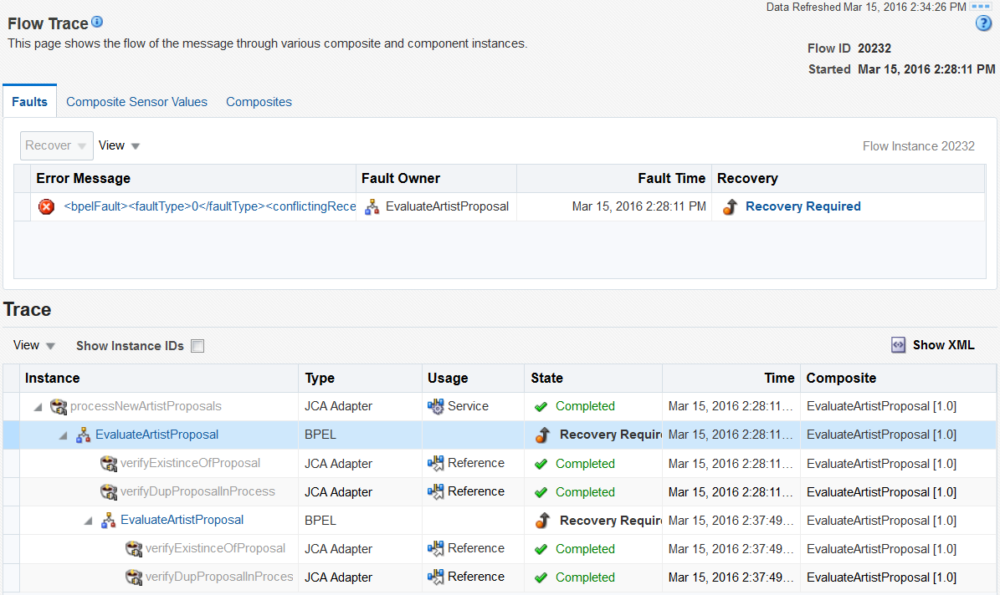 Data Refreshed Mar 15, 2016 2:34:26 PM
Flow Trace
This page shows the flow of the message through various composite and component instances.
Flow ID 20232
Started Mar 15, 2016 2:28:11 PM
Faults Composite Sensor Values Composites
Recover View Flow Instance 20232
Error Message Fault Owner Fault Time Recovery
<bpelFault><faultType>0</faultType><conflictingRece EvaluateArtistProposal Mar 15, 2016 2:28:11 PM Recovery Required
Trace
View Show Instance IDs Show XML
Instance Type Usage State Time Composite
processNewArtistProposals JCA Adapter Service Completed Mar 15, 2016 2:28:11... EvaluateArtistProposal [1.0]
EvaluateArtistProposal BPEL Recovery Requir Mar 15, 2016 2:28:11... EvaluateArtistProposal [1.0]
verifyExistinceOfProposal JCA Adapter Reference Completed Mar 15, 2016 2:28:11... EvaluateArtistProposal [1.0]
verifyDupProposalInProcess JCA Adapter Reference Completed Mar 15, 2016 2:28:11... EvaluateArtistProposal [1.0]
EvaluateArtistProposal BPEL Recovery Requir Mar 15, 2016 2:37:49... EvaluateArtistProposal [1.0]
verifyExistinceOfProposal JCA Adapter Reference Completed Mar 15, 2016 2:37:49... EvaluateArtistProposal [1.0]
verifyDupProposalInProces JCA Adapter Reference Completed Mar 15, 2016 2:37:49... EvaluateArtistProposal [1.0]